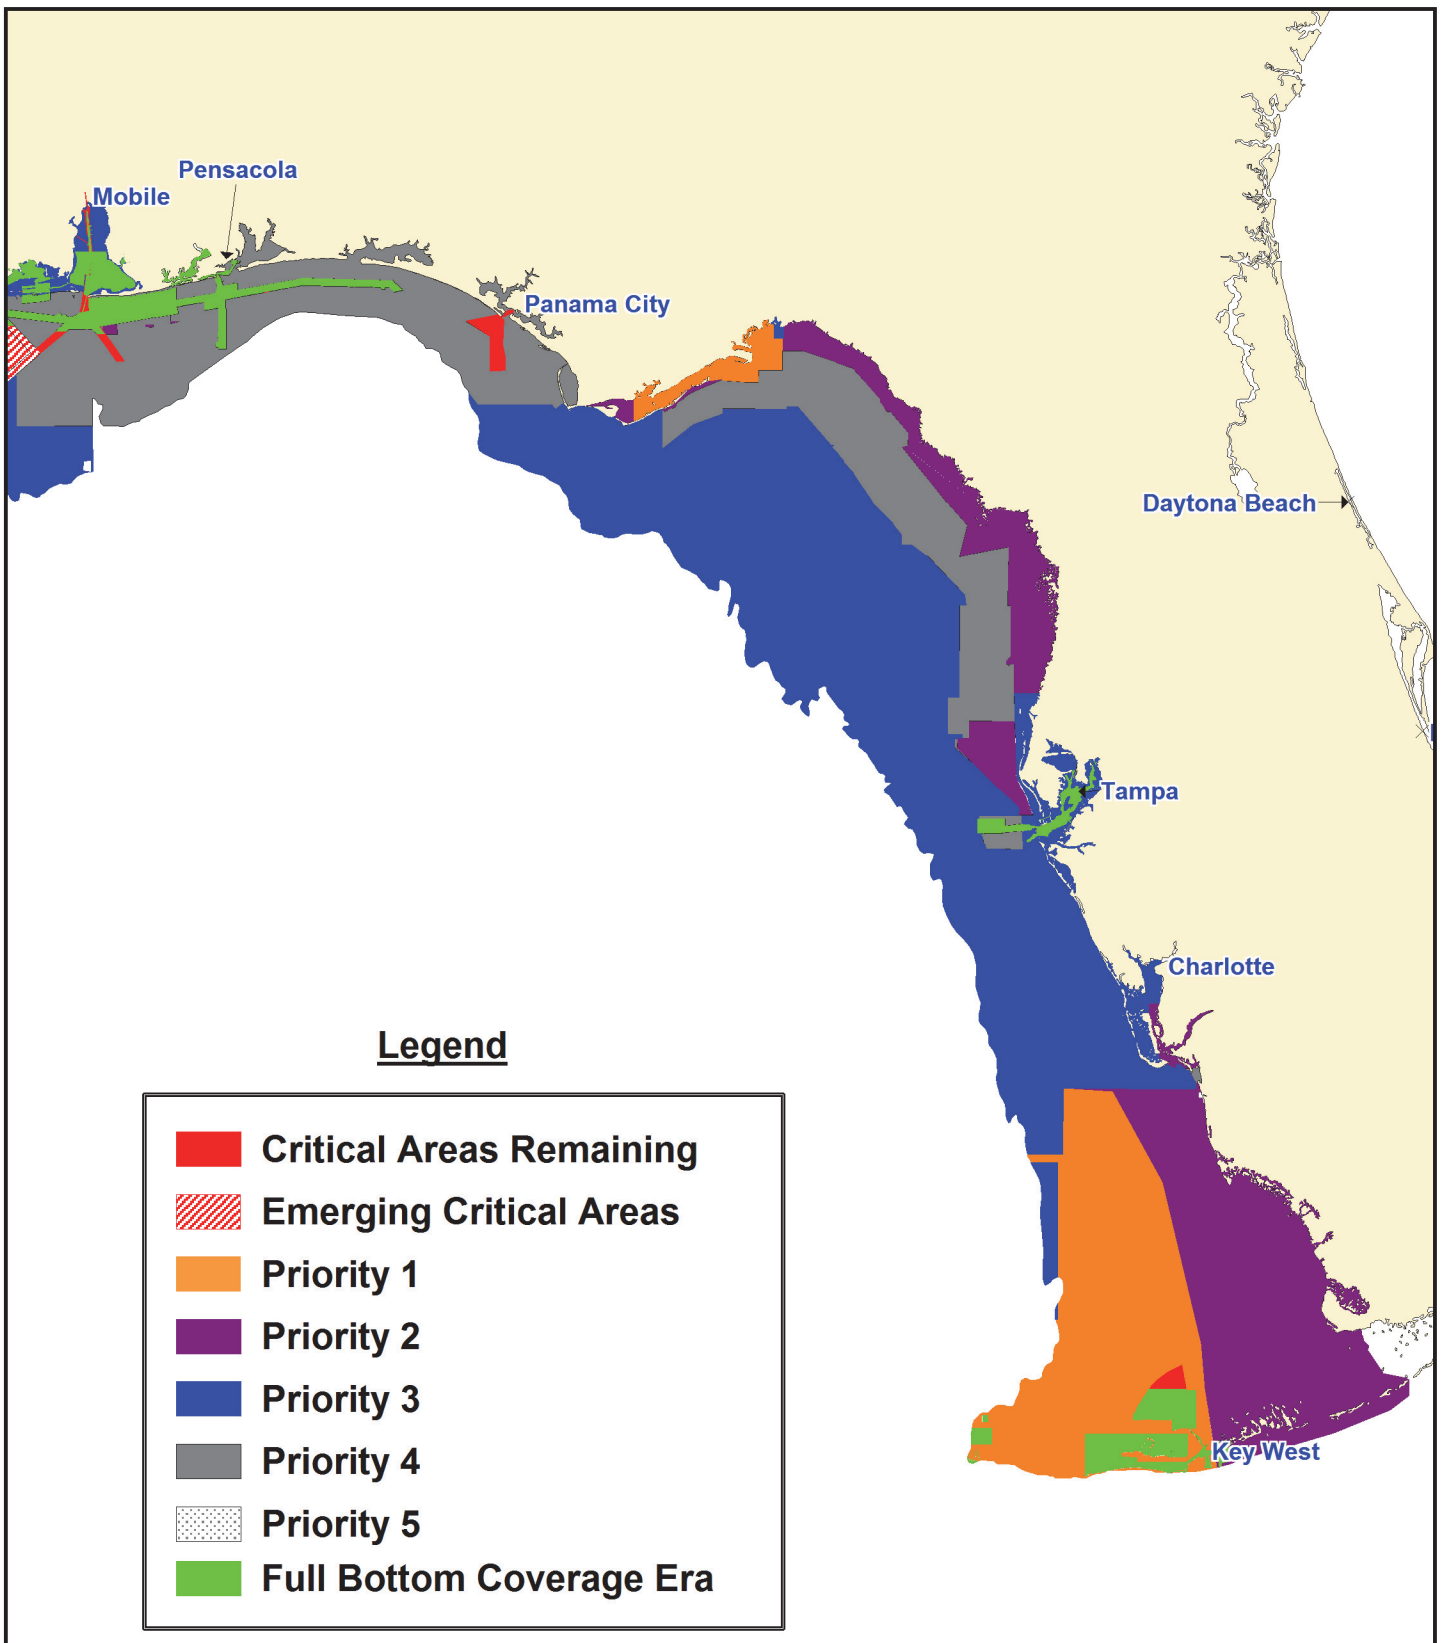 Pensacola
Mobile
Panama City
Daytona Beach
Tampa
Charlotte
Key West
Legend
Critical Areas Remaining
Emerging Critical Areas
Priority 1
Priority 2
Priority 3
Priority 4
Priority 5
Full Bottom Coverage Era